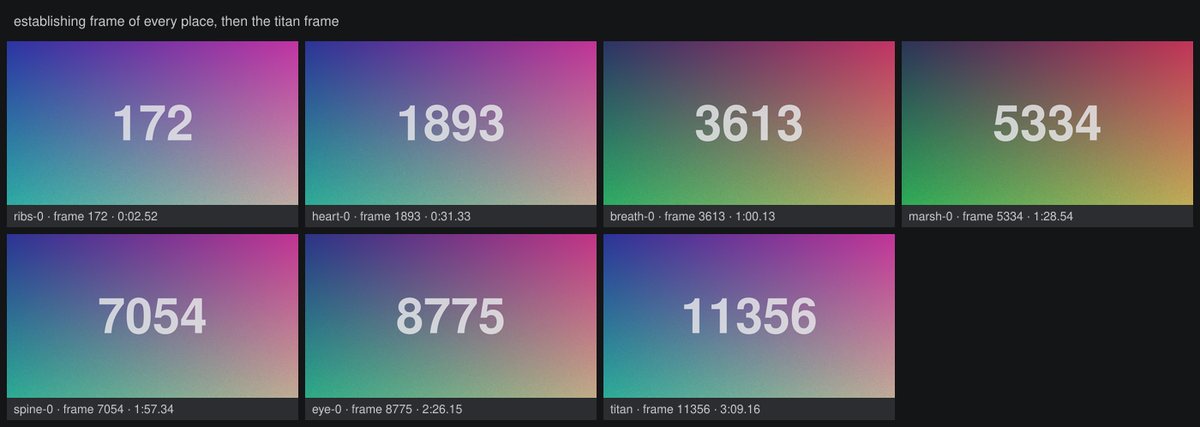 establishing frame of every place, then the titan frame
172
1893
3613
5334
ribs-0 · frame 172 · 0:02.52
heart-0 · frame 1893 · 0:31.33
breath-0 · frame 3613 · 1:00.13
marsh-0 · frame 5334 · 1:28.54
7054
8775
11356
spine-0 · frame 7054 · 1:57.34
eye-0 · frame 8775 · 2:26.15
titan · frame 11356 · 3:09.16